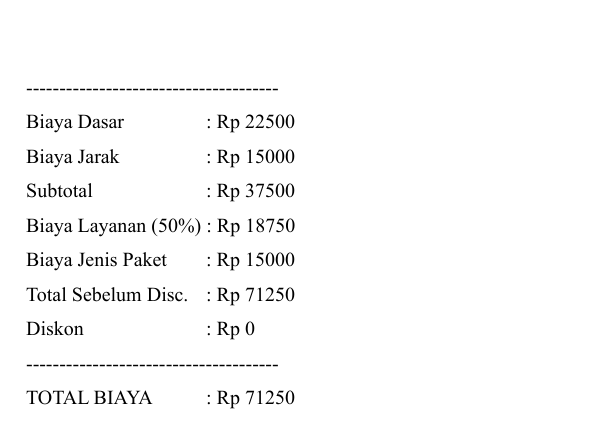 ---------------------------------------
Biaya Dasar : Rp 22500
Biaya Jarak : Rp 15000
Subtotal : Rp 37500
Biaya Layanan (50%) : Rp 18750
Biaya Jenis Paket : Rp 15000
Total Sebelum Disc. : Rp 71250
Diskon : Rp 0
---------------------------------------
TOTAL BIAYA : Rp 71250